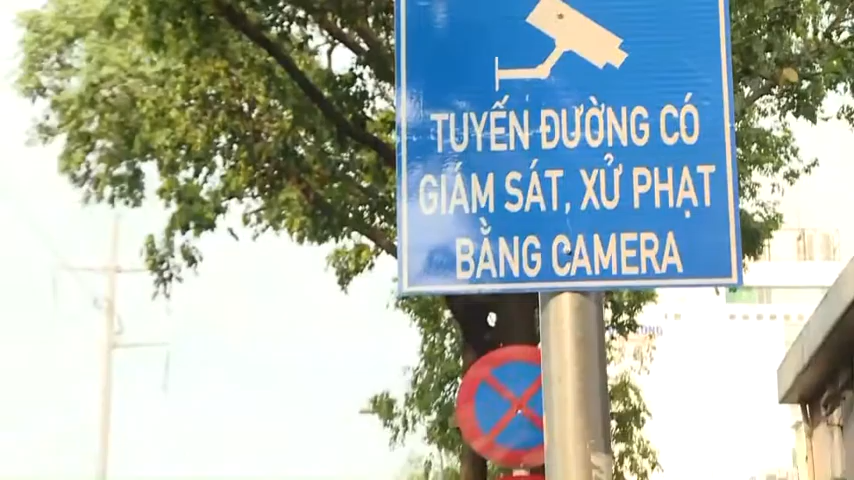 TUYẾN ĐƯỜNG CÓ
GIÁM SÁT, XỬ PHẠT
BẰNG CAMERA